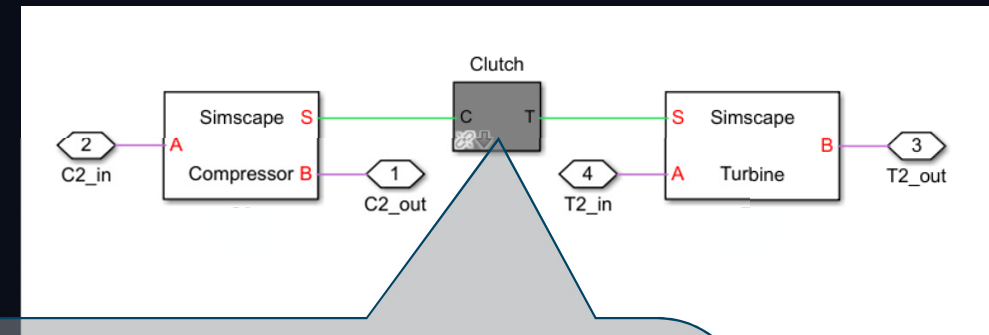 Clutch
Simscape S
C T
S Simscape
2
A
B
3
C2_in
Compressor B
1
4
A Turbine
T2_out
C2_out
T2_in